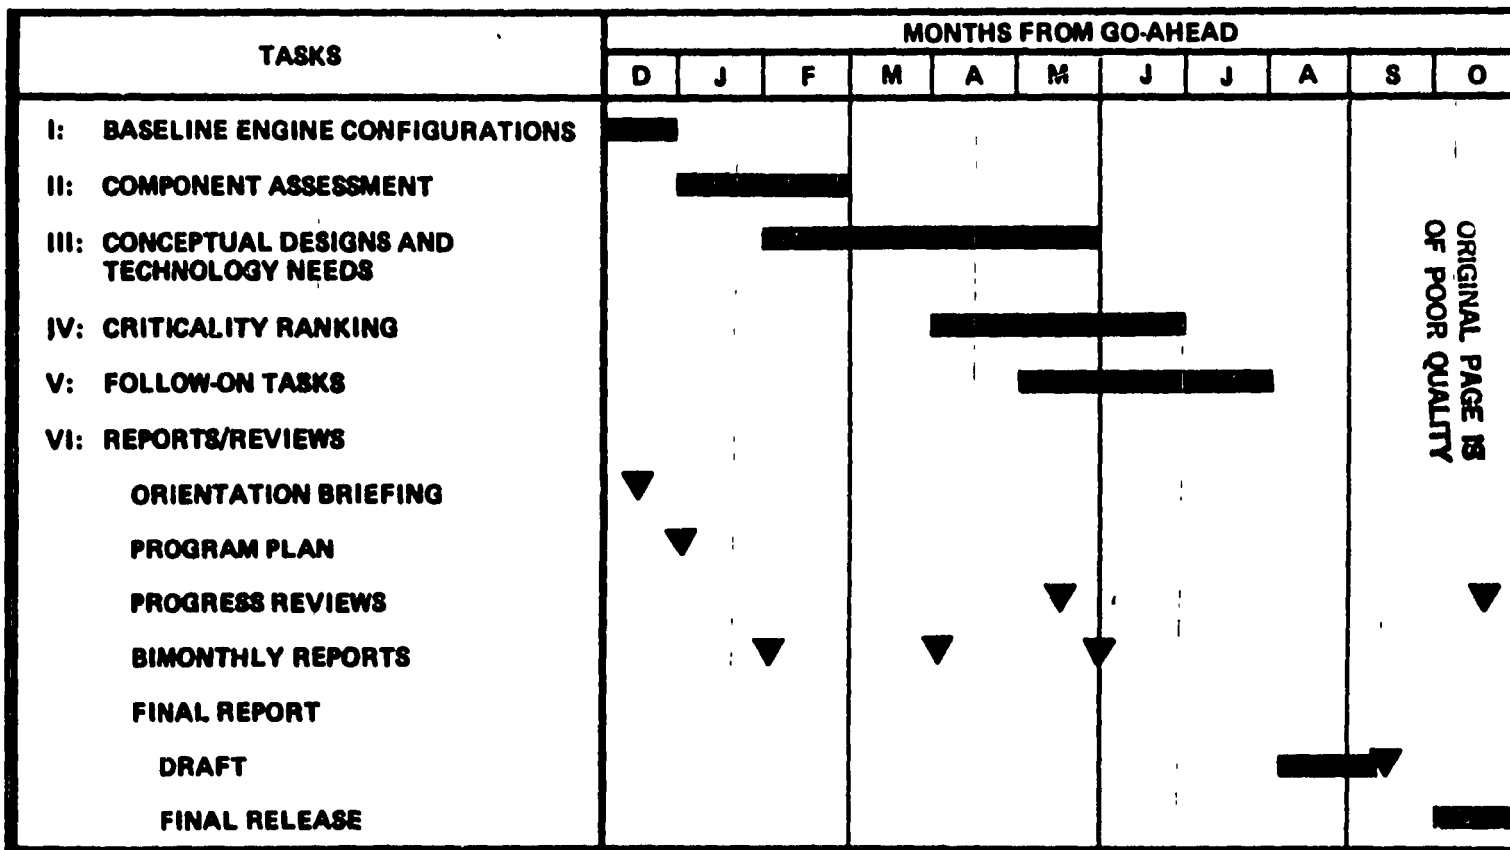 TASKS
MONTHS FROM GO-AHEAD
D J F M A M J J A S O
I: BASELINE ENGINE CONFIGURATIONS
II: COMPONENT ASSESSMENT
III: CONCEPTUAL DESIGNS AND
TECHNOLOGY NEEDS
IV: CRITICALITY RANKING
V: FOLLOW-ON TASKS
VI: REPORTS/REVIEWS
ORIENTATION BRIEFING
PROGRAM PLAN
PROGRESS REVIEWS
BIMONTHLY REPORTS
FINAL REPORT
DRAFT
FINAL RELEASE
ORIGINAL PAGE IS
OF POOR QUALITY